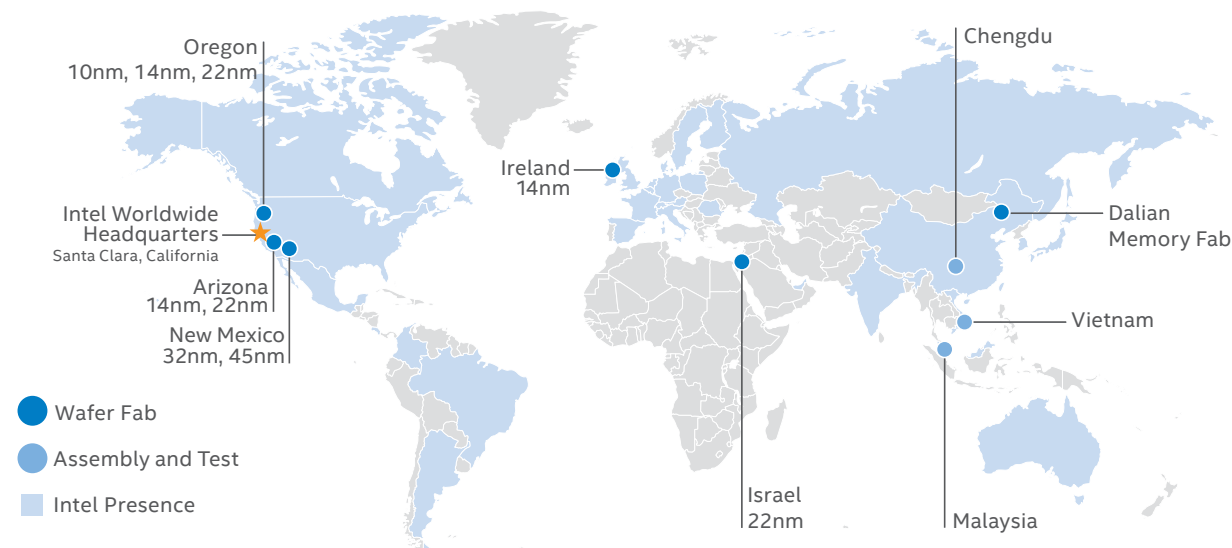 Oregon
10nm, 14nm, 22nm
Chengdu
Ireland
14nm
Intel Worldwide
Headquarters
Santa Clara, California
Dalian
Memory Fab
Arizona
14nm, 22nm
New Mexico
32nm, 45nm
Vietnam
Wafer Fab
Assembly and Test
Intel Presence
Israel
22nm
Malaysia